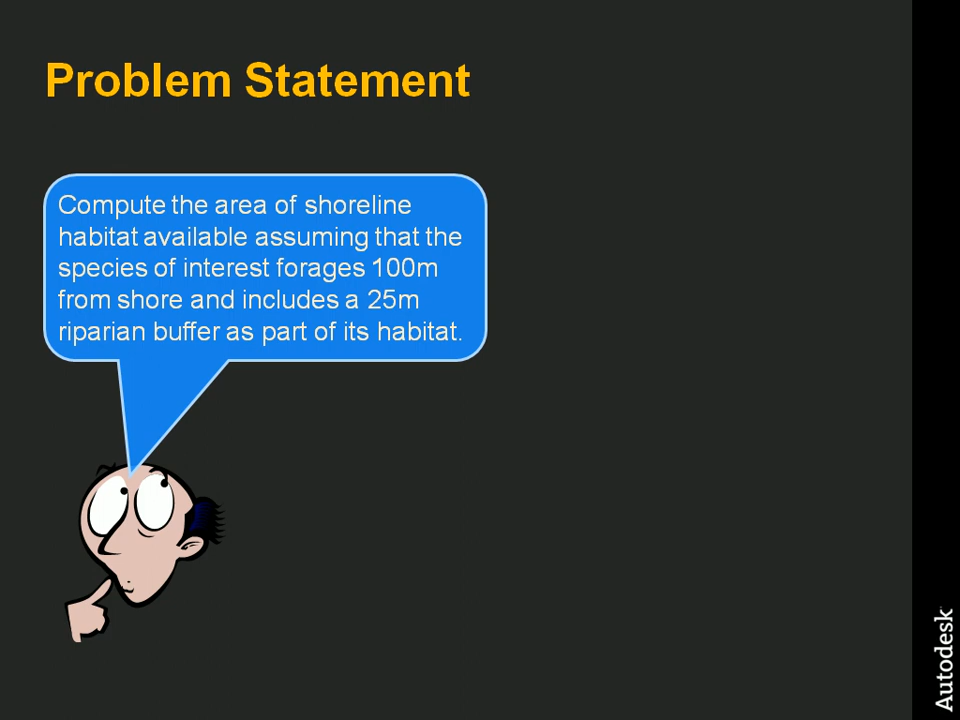 Problem Statement
Compute the area of shoreline
habitat available assuming that the
species of interest forages 100m
from shore and includes a 25m
riparian buffer as part of its habitat.
Autodesk